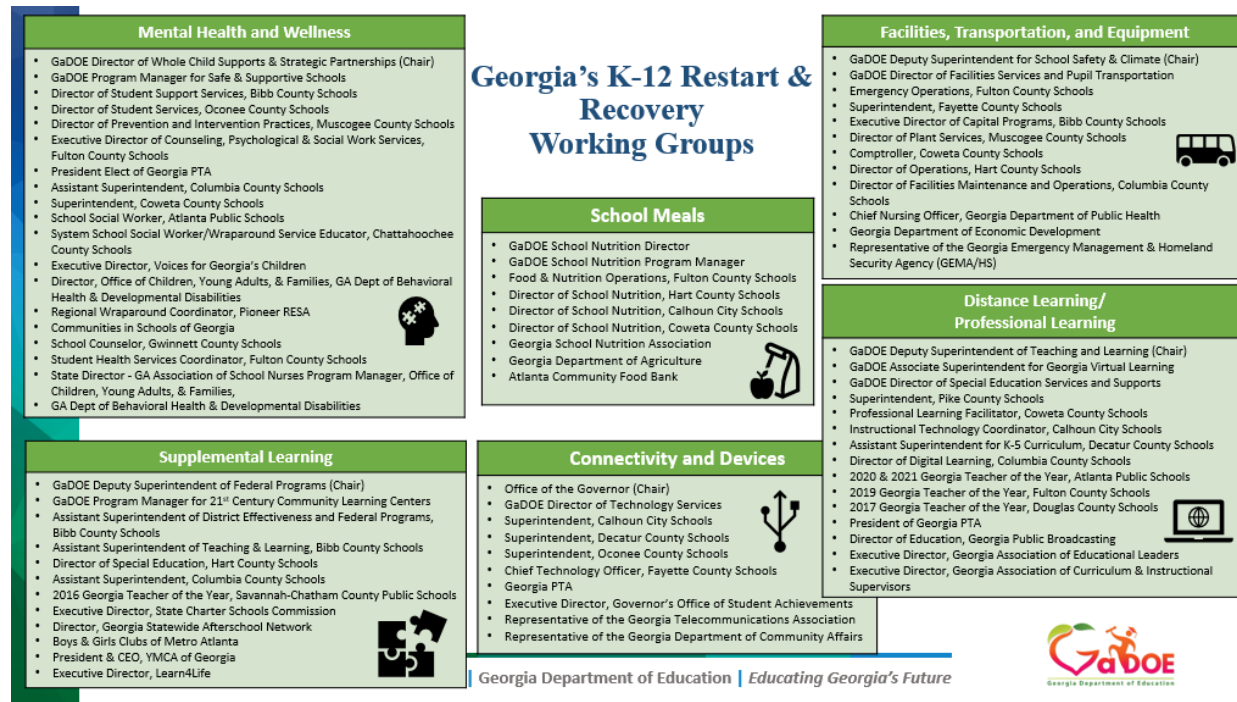 Mental Health and Wellness
• GaDOE Director of Whole Child Supports & Strategic Partnerships (Chair)
• GaDOE Program Manager for Safe & Supportive Schools
• Director of Student Support Services, Bibb County Schools
• Director of Student Services, Oconee County Schools
• Director of Prevention and Intervention Practices, Muscogee County Schools
• Executive Director of Counseling, Psychological & Social Work Services,
Fulton County Schools
• President Elect of Georgia PTA
• Assistant Superintendent, Columbia County Schools
• Superintendent, Coweta County Schools
• School Social Worker, Atlanta Public Schools
• System School Social Worker/Wraparound Service Educator, Chattahoochee
County Schools
• Executive Director, Voices for Georgia's Children
• Director, Office of Children, Young Adults, & Families, GA Dept of Behavioral
Health & Developmental Disabilities
• Regional Wraparound Coordinator, Pioneer RESA
• Communities in Schools of Georgia
• School Counselor, Gwinnett County Schools
• Student Health Services Coordinator, Fulton County Schools
• State Director - GA Association of School Nurses Program Manager, Office of
Children, Young Adults, & Families,
• GA Dept of Behavioral Health & Developmental Disabilities
Georgia's K-12 Restart &
Recovery
Working Groups
School Meals
• GaDOE School Nutrition Director
• GaDOE School Nutrition Program Manager
• Food & Nutrition Operations, Fulton County Schools
• Director of School Nutrition, Hart County Schools
• Director of School Nutrition, Calhoun City Schools
• Director of School Nutrition, Coweta County Schools
• Georgia School Nutrition Association
• Georgia Department of Agriculture
• Atlanta Community Food Bank
Facilities, Transportation, and Equipment
• GaDOE Deputy Superintendent for School Safety & Climate (Chair)
• GaDOE Director of Facilities Services and Pupil Transportation
• Emergency Operations, Fulton County Schools
• Superintendent, Fayette County Schools
• Executive Director of Capital Programs, Bibb County Schools
• Director of Plant Services, Muscogee County Schools
• Comptroller, Coweta County Schools
• Director of Operations, Hart County Schools
• Director of Facilities Maintenance and Operations, Columbia County
Schools
• Chief Nursing Officer, Georgia Department of Public Health
• Georgia Department of Economic Development
• Representative of the Georgia Emergency Management & Homeland
Security Agency (GEMA/HS)
Distance Learning/
Professional Learning
• GaDOE Deputy Superintendent of Teaching and Learning (Chair)
• GaDOE Associate Superintendent for Georgia Virtual Learning
• GaDOE Director of Special Education Services and Supports
• Superintendent, Pike County Schools
• Professional Learning Facilitator, Coweta County Schools
• Instructional Technology Coordinator, Calhoun City Schools
• Assistant Superintendent for K-5 Curriculum, Decatur County Schools
• Director of Digital Learning, Columbia County Schools
• 2020 & 2021 Georgia Teacher of the Year, Atlanta Public Schools
• 2019 Georgia Teacher of the Year, Fulton County Schools
• 2017 Georgia Teacher of the Year, Douglas County Schools
• President of Georgia PTA
• Director of Education, Georgia Public Broadcasting
• Executive Director, Georgia Association of Educational Leaders
• Executive Director, Georgia Association of Curriculum & Instructional
Supervisors
Supplemental Learning
• GaDOE Deputy Superintendent of Federal Programs (Chair)
• GaDOE Program Manager for 21st Century Community Learning Centers
• Assistant Superintendent of District Effectiveness and Federal Programs,
Bibb County Schools
• Assistant Superintendent of Teaching & Learning, Bibb County Schools
• Director of Special Education, Hart County Schools
• Assistant Superintendent, Columbia County Schools
• 2016 Georgia Teacher of the Year, Savannah-Chatham County Public Schools
• Executive Director, State Charter Schools Commission
• Director, Georgia Statewide Afterschool Network
• Boys & Girls Clubs of Metro Atlanta
• President & CEO, YMCA of Georgia
• Executive Director, Learn4Life
Connectivity and Devices
• Office of the Governor (Chair)
• GaDOE Director of Technology Services
• Superintendent, Calhoun City Schools
• Superintendent, Decatur County Schools
• Superintendent, Oconee County Schools
• Chief Technology Officer, Fayette County Schools
• Georgia PTA
• Executive Director, Governor's Office of Student Achievements
• Representative of the Georgia Telecommunications Association
• Representative of the Georgia Department of Community Affairs
| Georgia Department of Education | Educating Georgia's Future
GaDOE
Georgia Department of Education